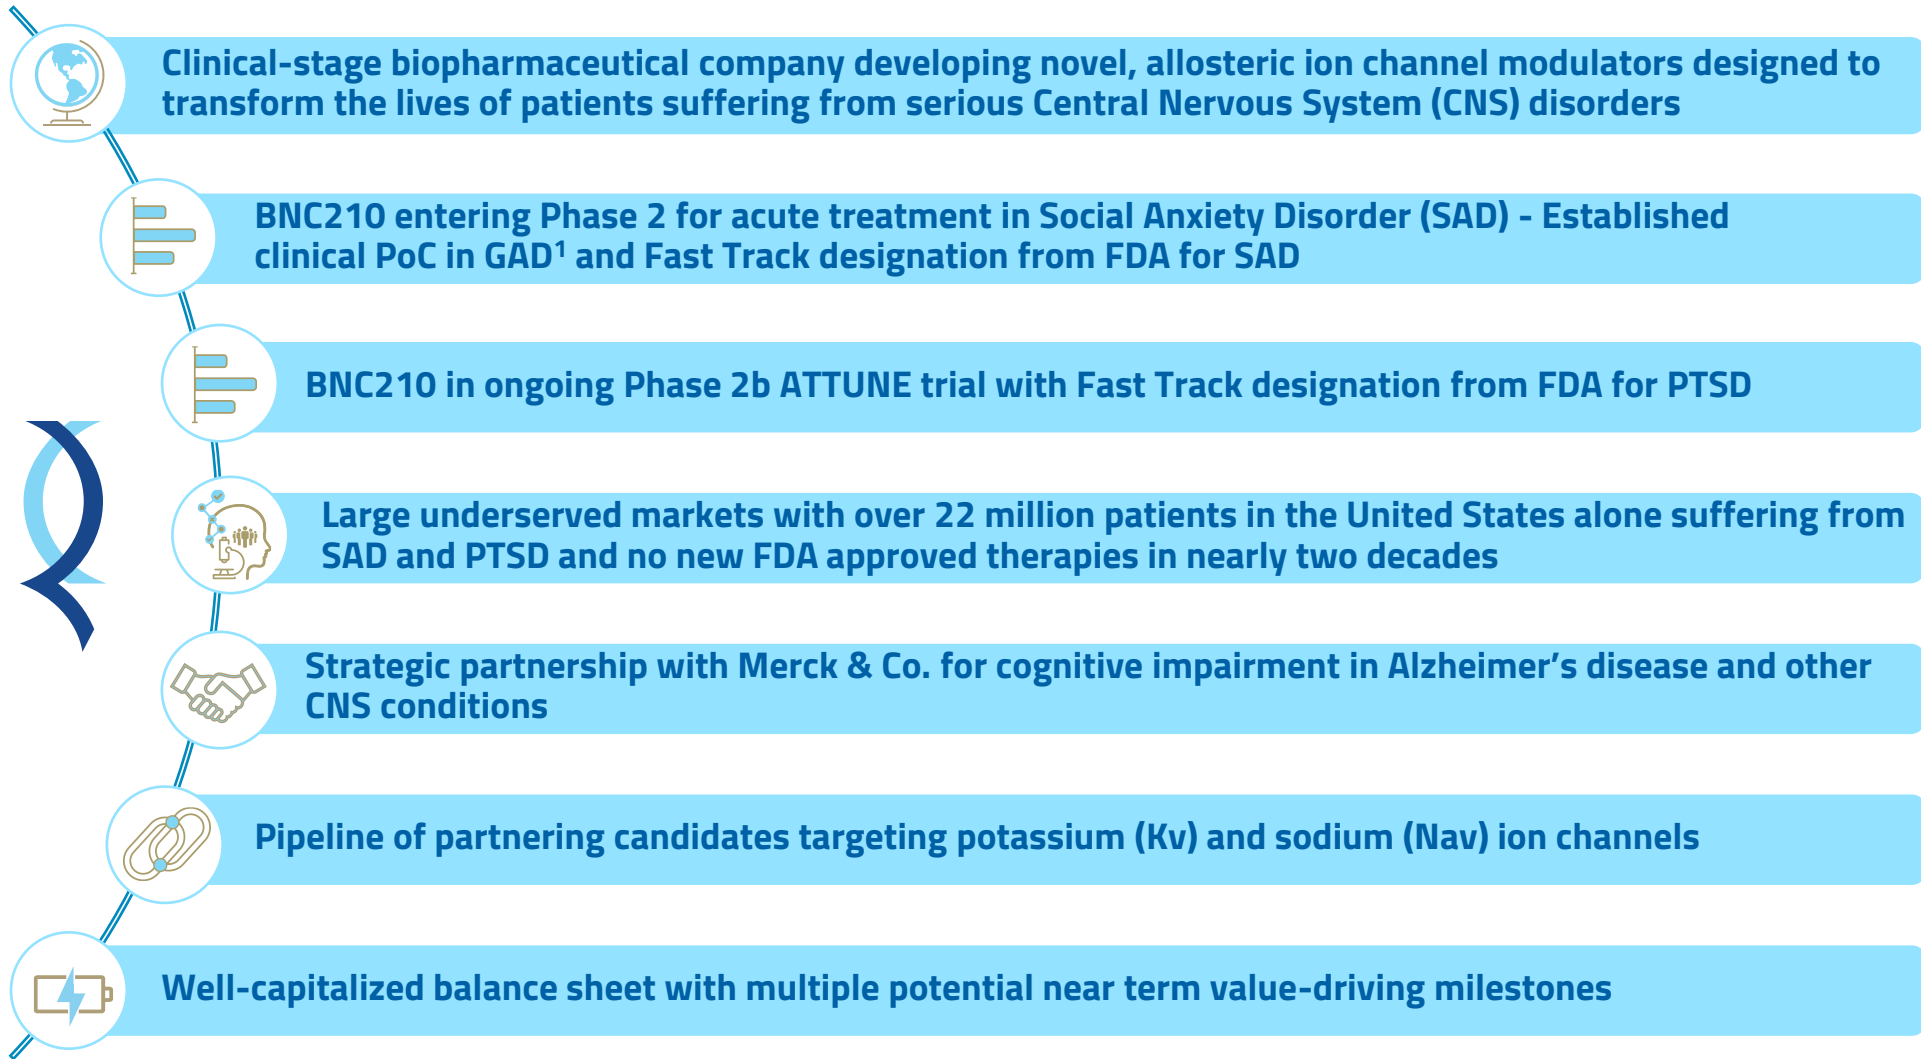 Clinical-stage biopharmaceutical company developing novel, allosteric ion channel modulators designed to
transform the lives of patients suffering from serious Central Nervous System (CNS) disorders
BNC210 entering Phase 2 for acute treatment in Social Anxiety Disorder (SAD) - Established
clinical PoC in GAD¹ and Fast Track designation from FDA for SAD
BNC210 in ongoing Phase 2b ATTUNE trial with Fast Track designation from FDA for PTSD
Large underserved markets with over 22 million patients in the United States alone suffering from
SAD and PTSD and no new FDA approved therapies in nearly two decades
Strategic partnership with Merck & Co. for cognitive impairment in Alzheimer’s disease and other
CNS conditions
Pipeline of partnering candidates targeting potassium (Kv) and sodium (Nav) ion channels
Well-capitalized balance sheet with multiple potential near term value-driving milestones